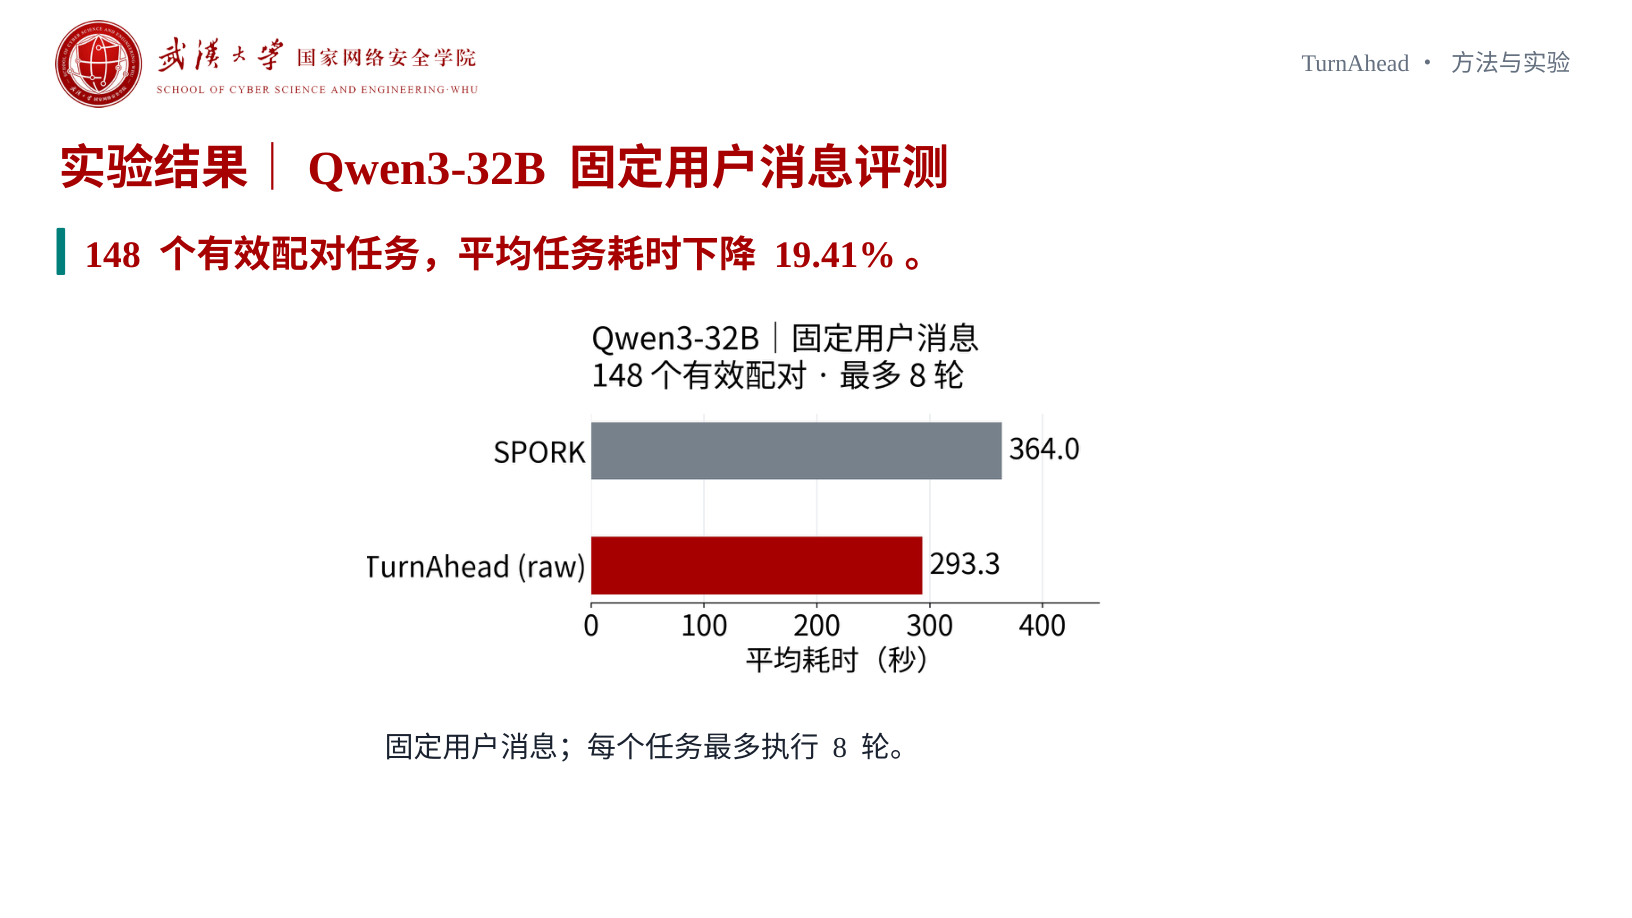 武漢大学 国家网络安全学院
SCHOOL OF CYBER SCIENCE AND ENGINEERING·WHU
TurnAhead • 方法与实验
实验结果｜Qwen3-32B 固定用户消息评测
148 个有效配对任务，平均任务耗时下降 19.41%。
Qwen3-32B｜固定用户消息
148 个有效配对 · 最多 8 轮
SPORK 364.0
TurnAhead (raw) 293.3
0 100 200 300 400
平均耗时（秒）
固定用户消息；每个任务最多执行 8 轮。